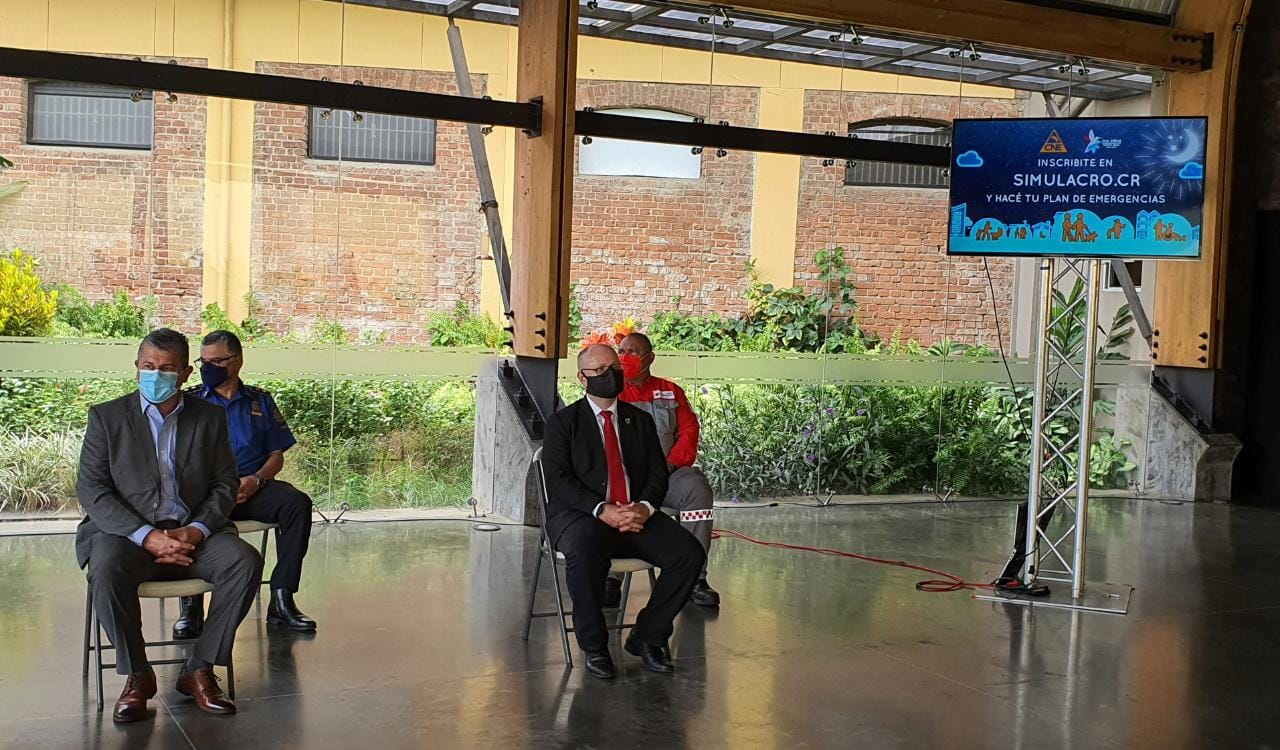 CNE
INSCRIBITE EN
SIMULACRO.CR
Y HACÉ TU PLAN DE EMERGENCIAS